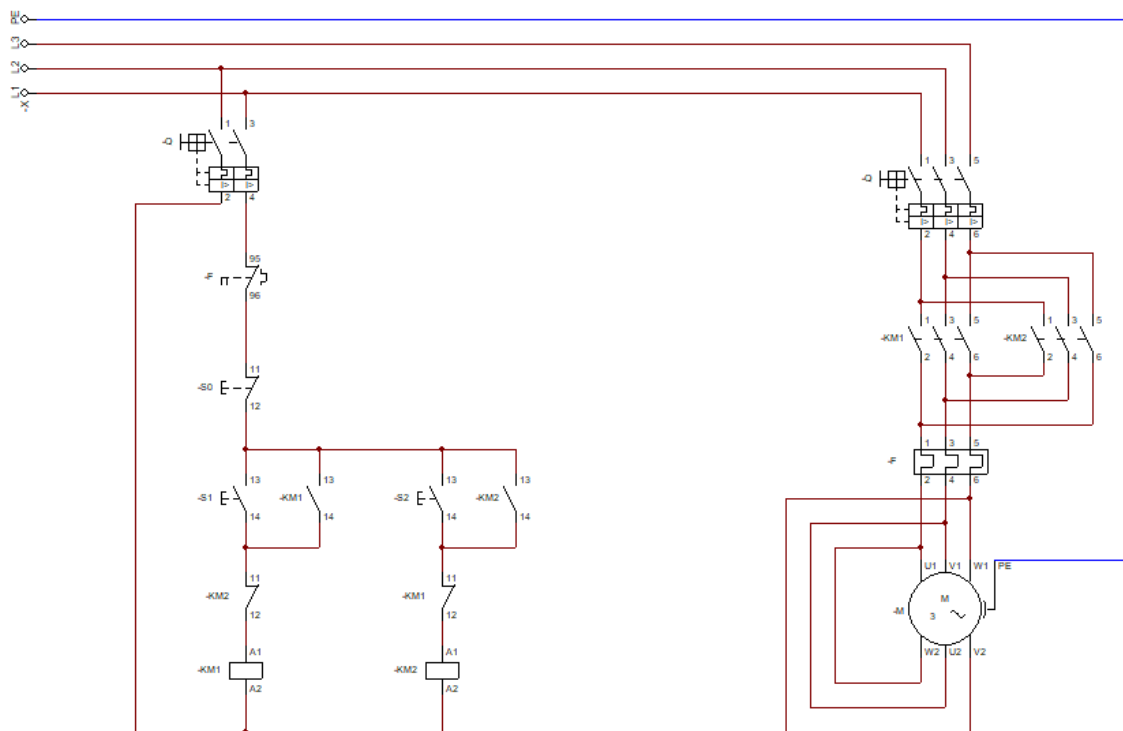 PE
L3
L2
L1
-X
1 3
-Q
I> I>
2 4
1 3 5
-Q
I> I> I>
2 4 6
95
-F
96
1 3 5 1 3 5
-KM1 -KM2
2 4 6 2 4 6
11
-S0
12
1 3 5
-F
2 4 6
13 13 13 13
-S1 -KM1 -S2 -KM2
14 14 14 14
U1 V1 W1 PE
11 11
-KM2 -KM1
12 12
M
-M 3
W2 U2 V2
A1 A1
-KM1 -KM2
A2 A2